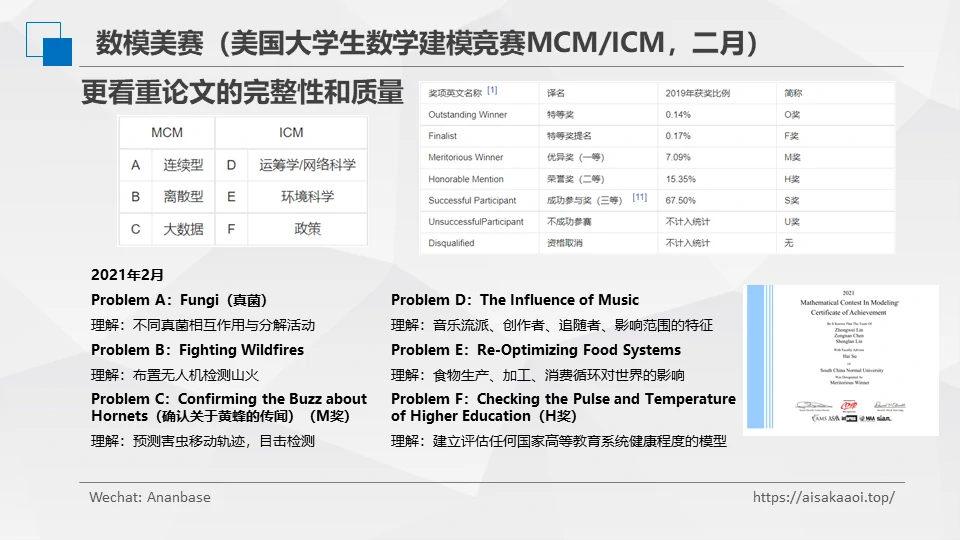 数模美赛（美国大学生数学建模竞赛MCM/ICM，二月）
更看重论文的完整性和质量
MCM ICM
A 连续型 D 运筹学/网络科学
B 离散型 E 环境科学
C 大数据 F 政策
奖项英文名称 [1] 译名 2019年获奖比例 简称
Outstanding Winner 特等奖 0.14% O奖
Finalist 特等奖提名 0.17% F奖
Meritorious Winner 优异奖（一等） 7.09% M奖
Honorable Mention 荣誉奖（二等） 15.35% H奖
Successful Participant 成功参与奖（三等） [11] 67.50% S奖
UnsuccessfulParticipant 不成功参赛 不计入统计 U奖
Disqualified 资格取消 不计入统计 无
2021年2月
Problem A：Fungi（真菌）
理解：不同真菌相互作用与分解活动
Problem B：Fighting Wildfires
理解：布置无人机检测山火
Problem C：Confirming the Buzz about
Hornets（确认关于黄蜂的传闻）（M奖）
理解：预测害虫移动轨迹，目击检测
Problem D：The Influence of Music
理解：音乐流派、创作者、追随者、影响范围的特征
Problem E：Re-Optimizing Food Systems
理解：食物生产、加工、消费循环对世界的影响
Problem F：Checking the Pulse and Temperature
of Higher Education（H奖）
理解：建立评估任何国家高等教育系统健康程度的模型
2021
Mathematical Contest In Modeling
Certificate of Achievement
Be It Known That The Team Of
Zhongwei Lin
Zongnan Chen
Shenglan Lin
With Faculty Advisor
Hai Su
Of
South China Normal University
Was Designated As
Meritorious Winner
Wechat: Ananbase
https://aisakaaoi.top/